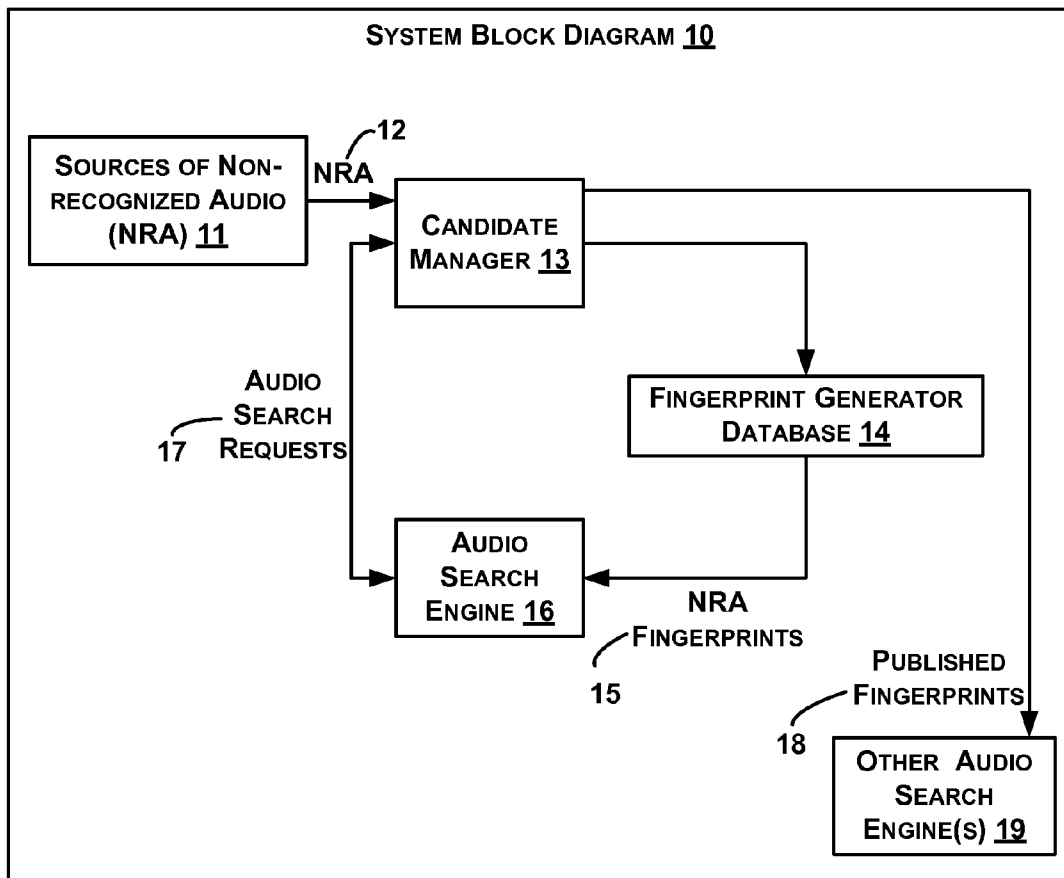 SYSTEM BLOCK DIAGRAM 10
12
SOURCES OF NON-
RECOGNIZED AUDIO
(NRA) 11
NRA
CANDIDATE
MANAGER 13
AUDIO
SEARCH
REQUESTS
17
FINGERPRINT GENERATOR
DATABASE 14
AUDIO
SEARCH
ENGINE 16
NRA
FINGERPRINTS
15
PUBLISHED
FINGERPRINTS
18
OTHER AUDIO
SEARCH
ENGINE(S) 19